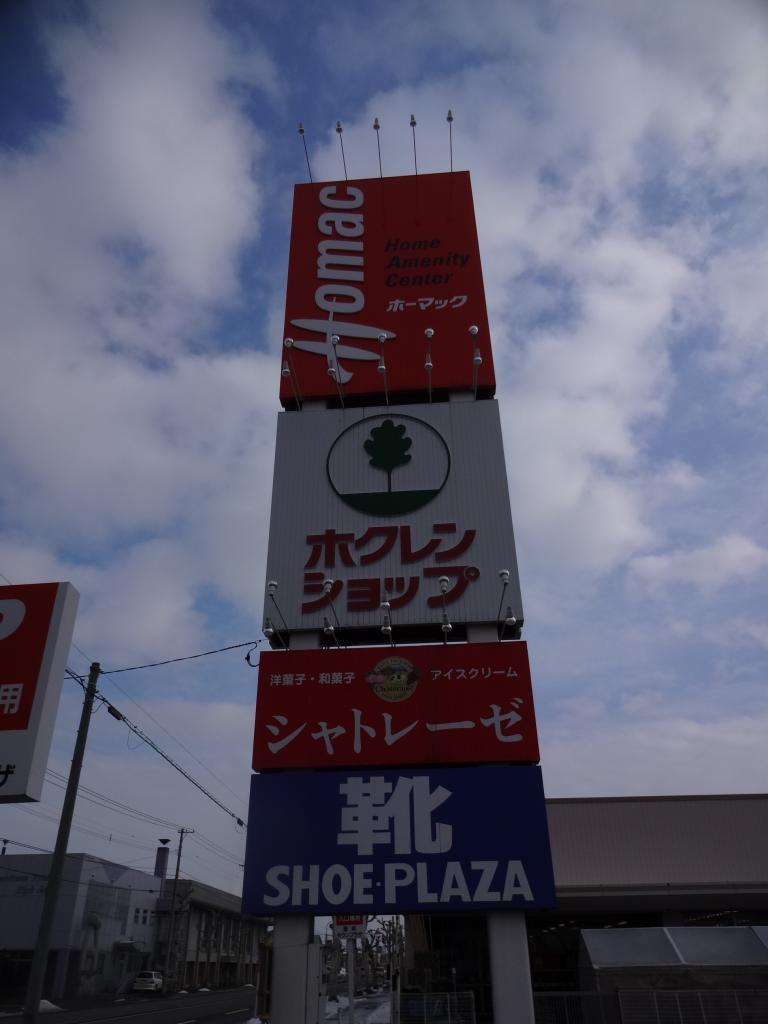 Homac
Home
Amenity
Center
ホーマック
ホクレン
ショップ
洋菓子・和菓子
アイスクリーム
シャトレーゼ
靴
SHOE・PLAZA
用
ザ